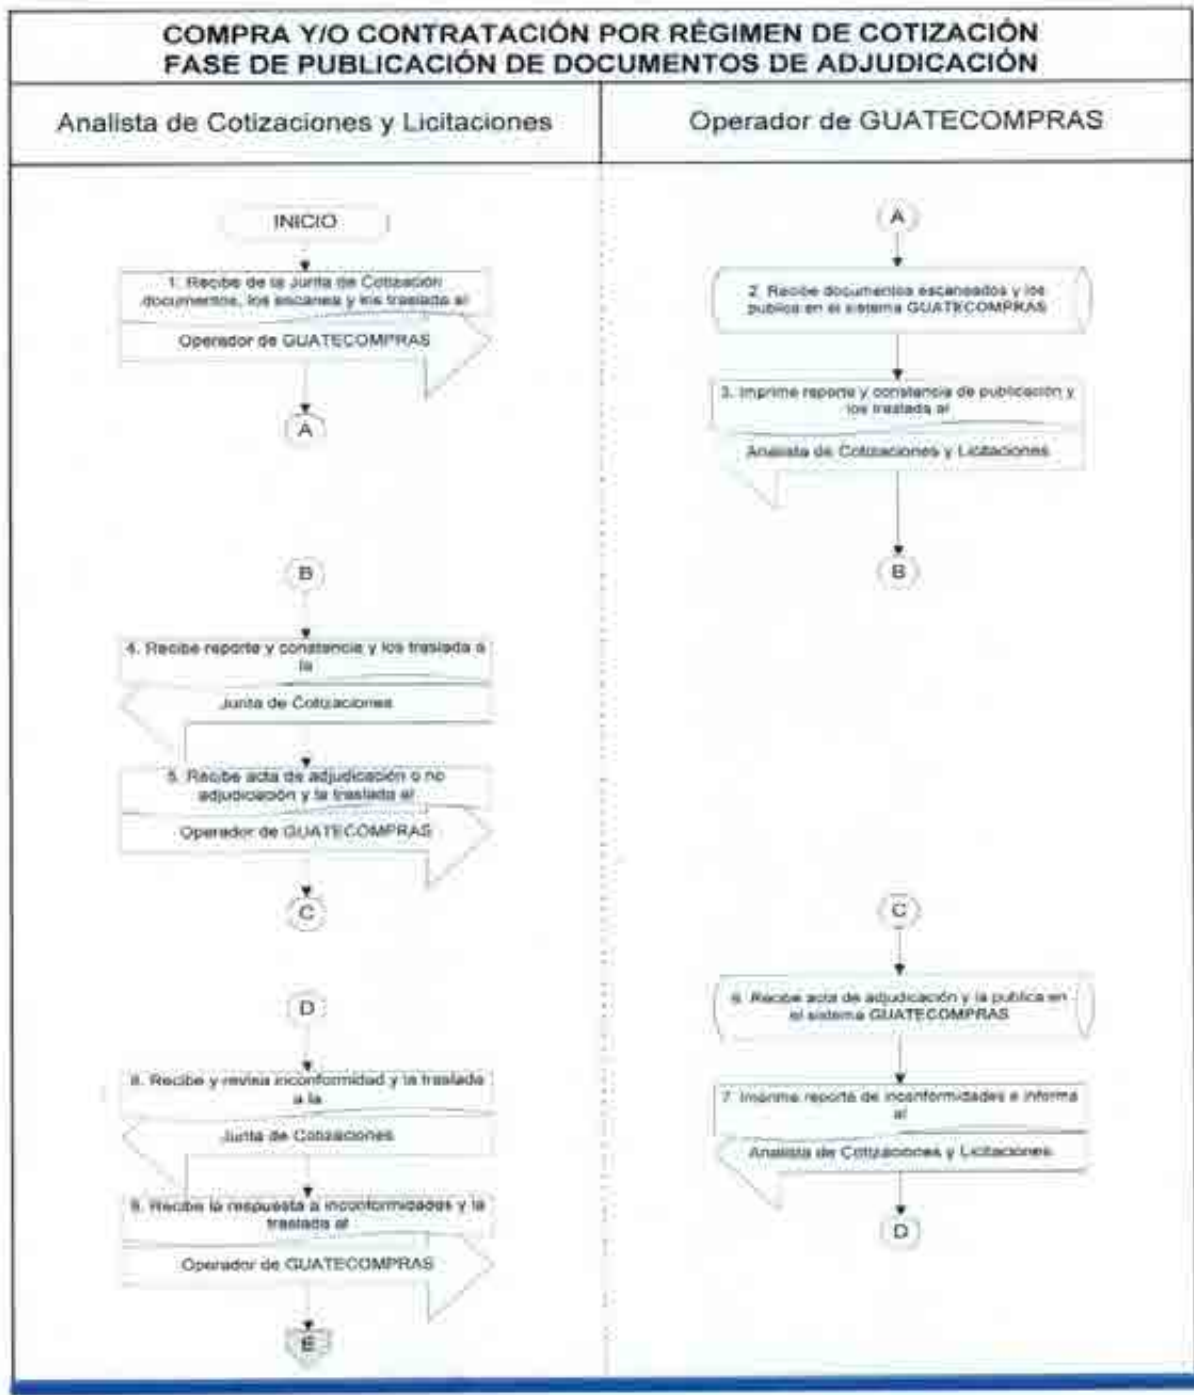 COMPRA Y/O CONTRATACIÓN POR RÉGIMEN DE COTIZACIÓN
FASE DE PUBLICACIÓN DE DOCUMENTOS DE ADJUDICACIÓN
Analista de Cotizaciones y Licitaciones
Operador de GUATECOMPRAS
INICIO
1. Recibe de la Junta de Cotización
documentos, los escanea y los traslada al
Operador de GUATECOMPRAS
A
A
2. Recibe documentos escaneados y los
publica en el sistema GUATECOMPRAS
3. Imprime reporte y constancia de publicación y
los traslada al
Analista de Cotizaciones y Licitaciones
B
B
4. Recibe reporte y constancia y los traslada a
la
Junta de Cotizaciones
5. Recibe acta de adjudicación o no
adjudicación y la traslada al
Operador de GUATECOMPRAS
C
C
6. Recibe acta de adjudicación y la publica en
el sistema GUATECOMPRAS
7. Imprime reporte de inconformidades e informa
al
Analista de Cotizaciones y Licitaciones
D
D
8. Recibe y revisa inconformidad y la traslada
a la
Junta de Cotizaciones
9. Recibe la respuesta a inconformidades y la
traslada al
Operador de GUATECOMPRAS
E